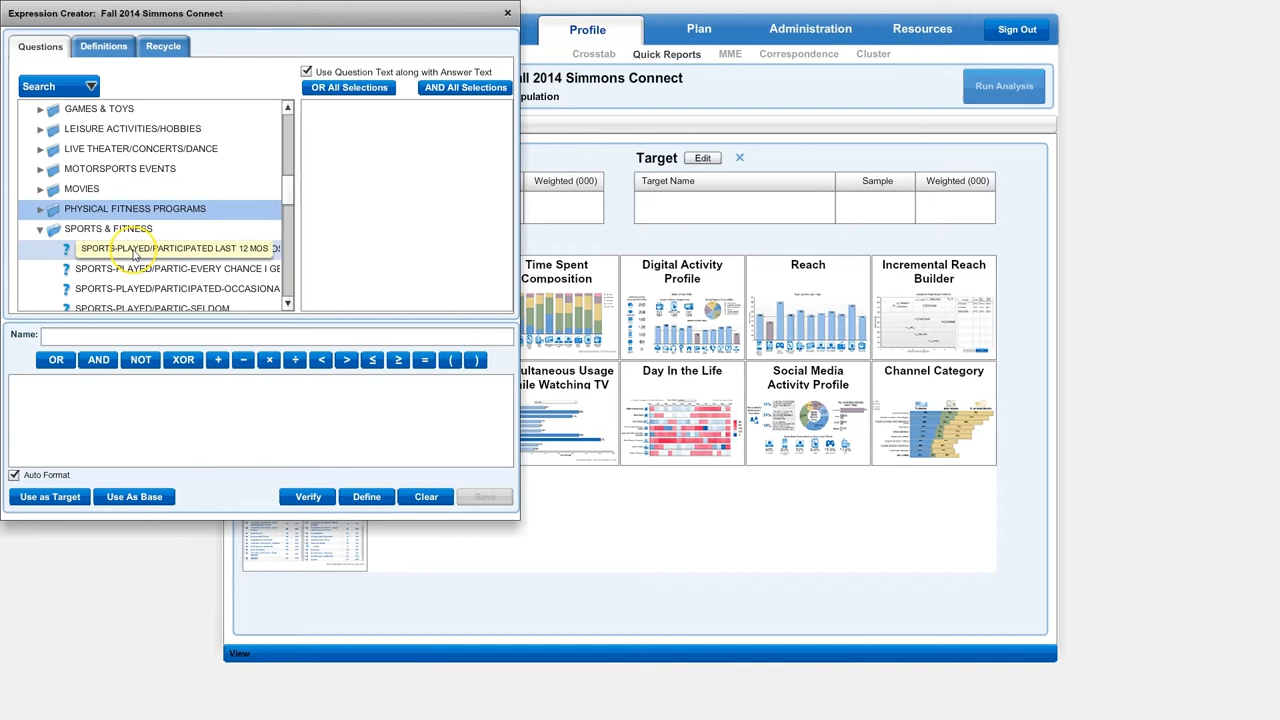 Expression Creator: Fall 2014 Simmons Connect
Questions
Definitions
Recycle
Search
Use Question Text along with Answer Text
OR All Selections
AND All Selections
GAMES & TOYS
LEISURE ACTIVITIES/HOBBIES
LIVE THEATER/CONCERTS/DANCE
MOTORSPORTS EVENTS
MOVIES
PHYSICAL FITNESS PROGRAMS
SPORTS & FITNESS
SPORTS-PLAYED/PARTICIPATED LAST 12 MOS
SPORTS-PLAYED/PARTIC-EVERY CHANCE I GE
SPORTS-PLAYED/PARTICIPATED-OCCASIONA
SPORTS-PLAYED/PARTIC-SELDOM
Name:
OR
AND
NOT
XOR
+
−
×
÷
<
>
≤
≥
=
(
)
Auto Format
Use as Target
Use As Base
Verify
Define
Clear
Save
Profile
Plan
Administration
Resources
Sign Out
Crosstab
Quick Reports
MME
Correspondence
Cluster
ll 2014 Simmons Connect
pulation
Run Analysis
Target
Edit
Weighted (000)
Target Name
Sample
Weighted (000)
Time Spent
Composition
Digital Activity
Profile
Reach
Incremental Reach
Builder
ultaneous Usage
ile Watching TV
Day In the Life
Social Media
Activity Profile
Channel Category
View